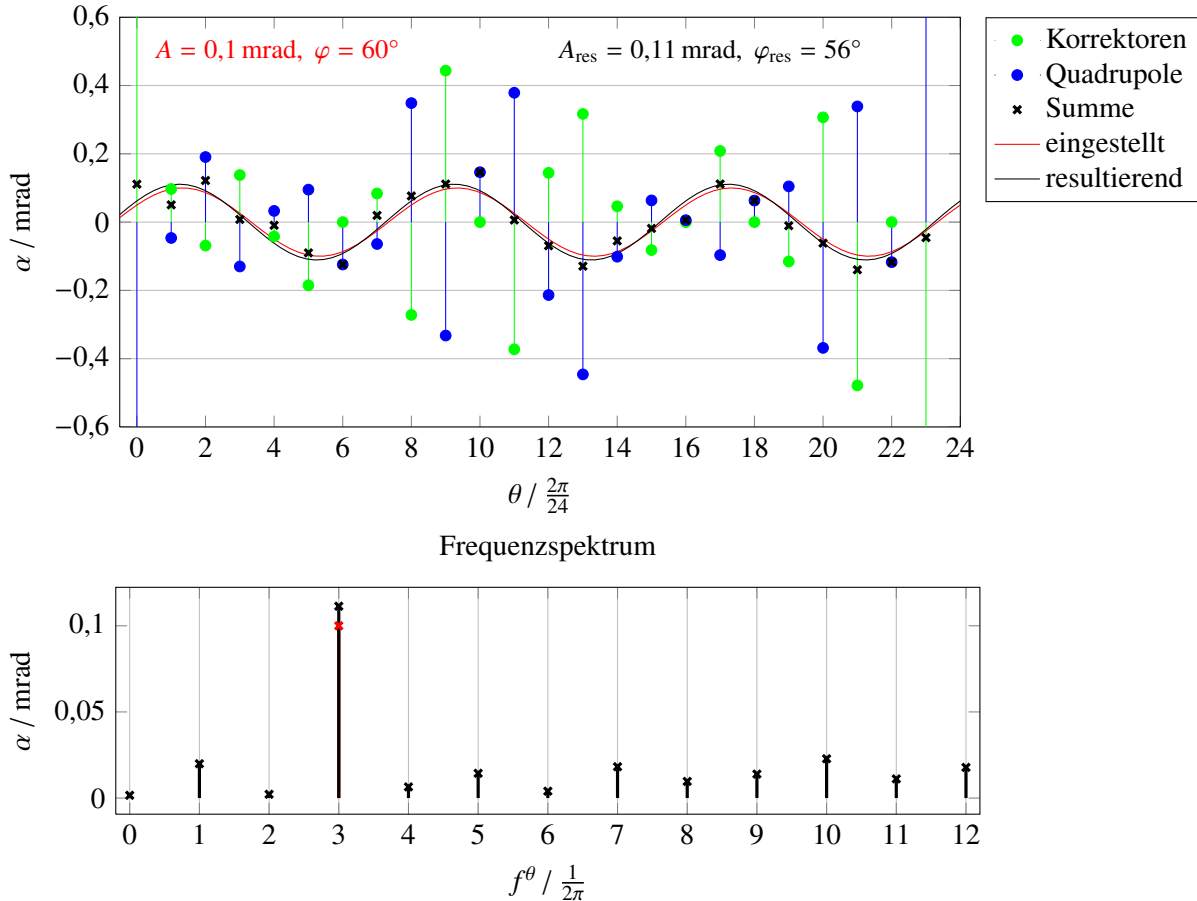 A = 0,1 mrad, φ = 60°
A_res = 0,11 mrad, φ_res = 56°
Korrektoren
Quadrupole
Summe
eingestellt
resultierend
0,6
0,4
0,2
0
−0,2
−0,4
−0,6
α / mrad
0 2 4 6 8 10 12 14 16 18 20 22 24
θ / 2π/24
Frequenzspektrum
0,1
0,05
0
α / mrad
0 1 2 3 4 5 6 7 8 9 10 11 12
f^θ / 1/2π